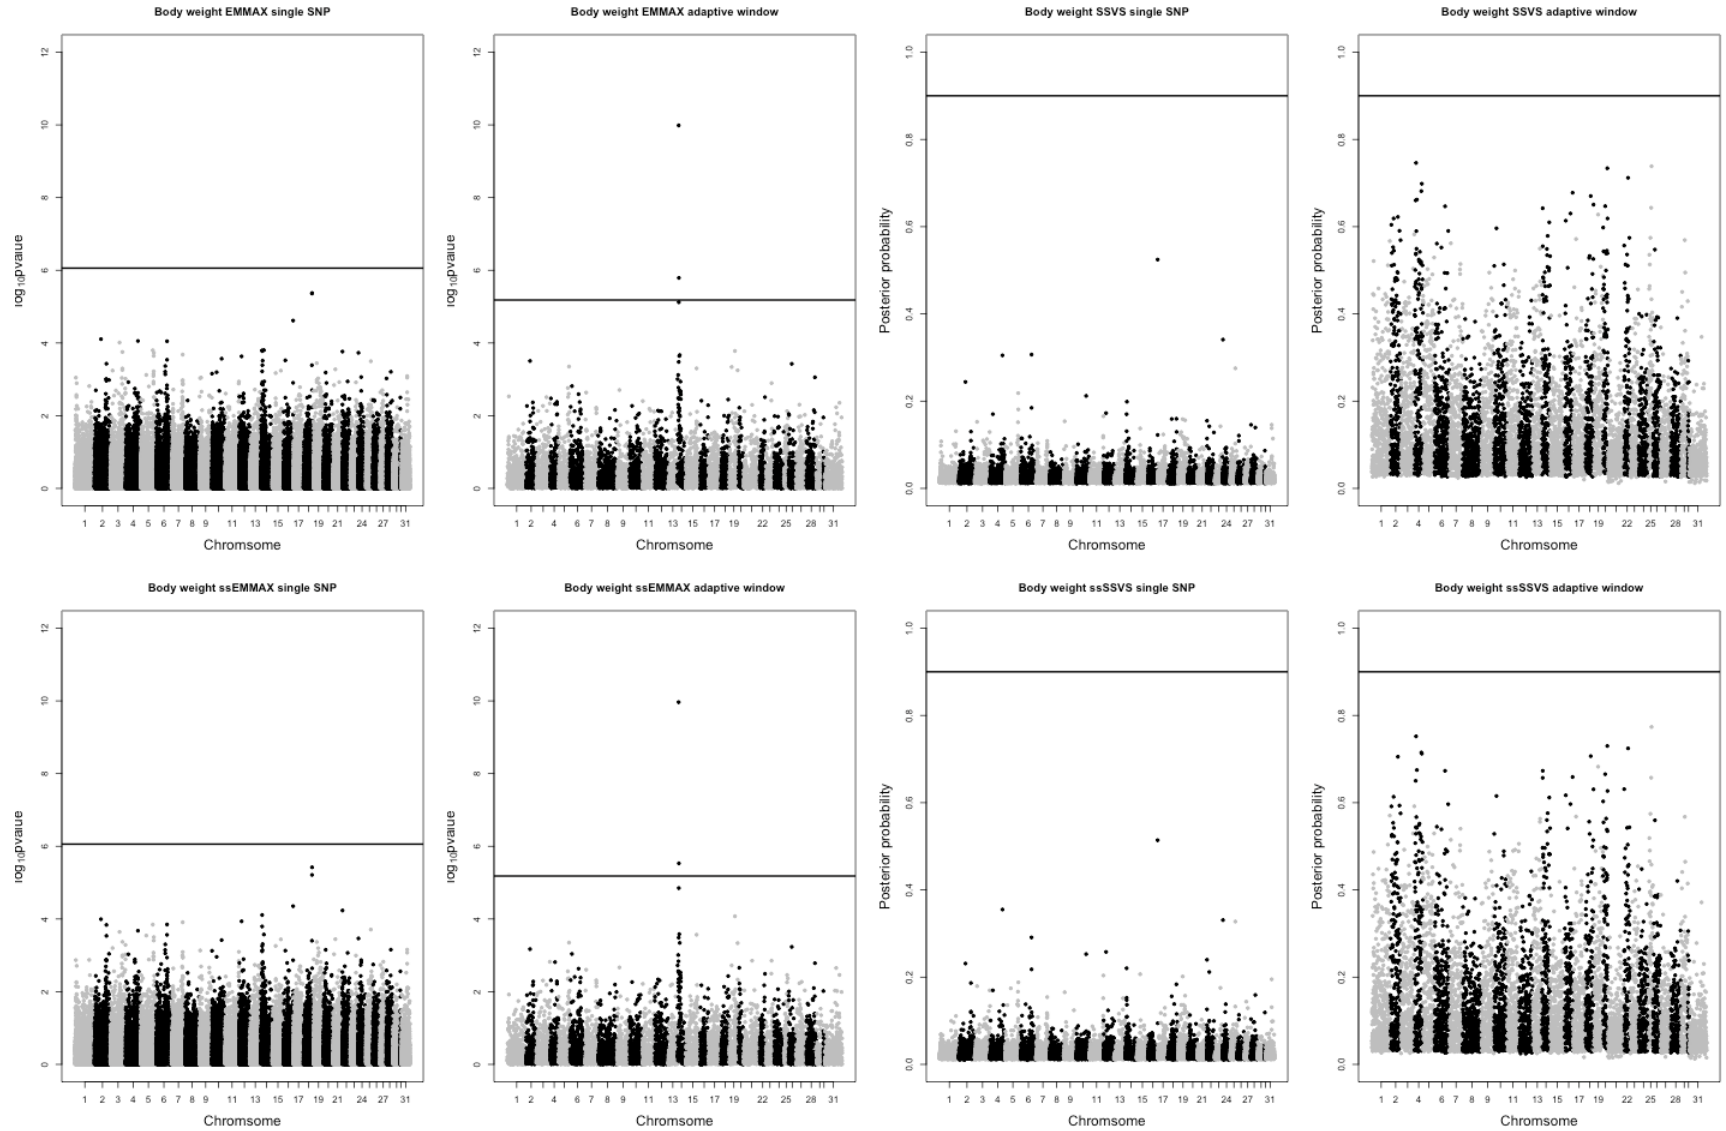 Body weight EMMAX single SNP
12
10
8
6
4
2
0
log10pvalue
1 2 3 4 5 6 7 8 9 11 13 15 17 19 21 24 27 31
Chromsome
Body weight EMMAX adaptive window
12
10
8
6
4
2
0
log10pvalue
1 2 3 4 5 6 7 8 9 11 13 15 17 19 22 25 28 31
Chromsome
Body weight SSVS single SNP
1.0
0.8
0.6
0.4
0.2
0.0
Posterior probability
1 2 3 4 5 6 7 8 9 11 13 15 17 19 21 24 27 31
Chromsome
Body weight SSVS adaptive window
1.0
0.8
0.6
0.4
0.2
0.0
Posterior probability
1 2 4 6 8 9 11 13 15 17 19 22 25 28 31
Chromsome
Body weight ssEMMAX single SNP
12
10
8
6
4
2
0
log10pvalue
1 2 3 4 5 6 7 8 9 11 13 15 17 19 21 24 27 31
Chromsome
Body weight ssEMMAX adaptive window
12
10
8
6
4
2
0
log10pvalue
1 2 3 4 5 6 7 8 9 11 13 15 17 19 22 25 28 31
Chromsome
Body weight ssSSVS single SNP
1.0
0.8
0.6
0.4
0.2
0.0
Posterior probability
1 2 3 4 5 6 7 8 9 11 13 15 17 19 21 24 27 31
Chromsome
Body weight ssSSVS adaptive window
1.0
0.8
0.6
0.4
0.2
0.0
Posterior probability
1 2 4 6 8 9 11 13 15 17 19 22 25 28 31
Chromsome